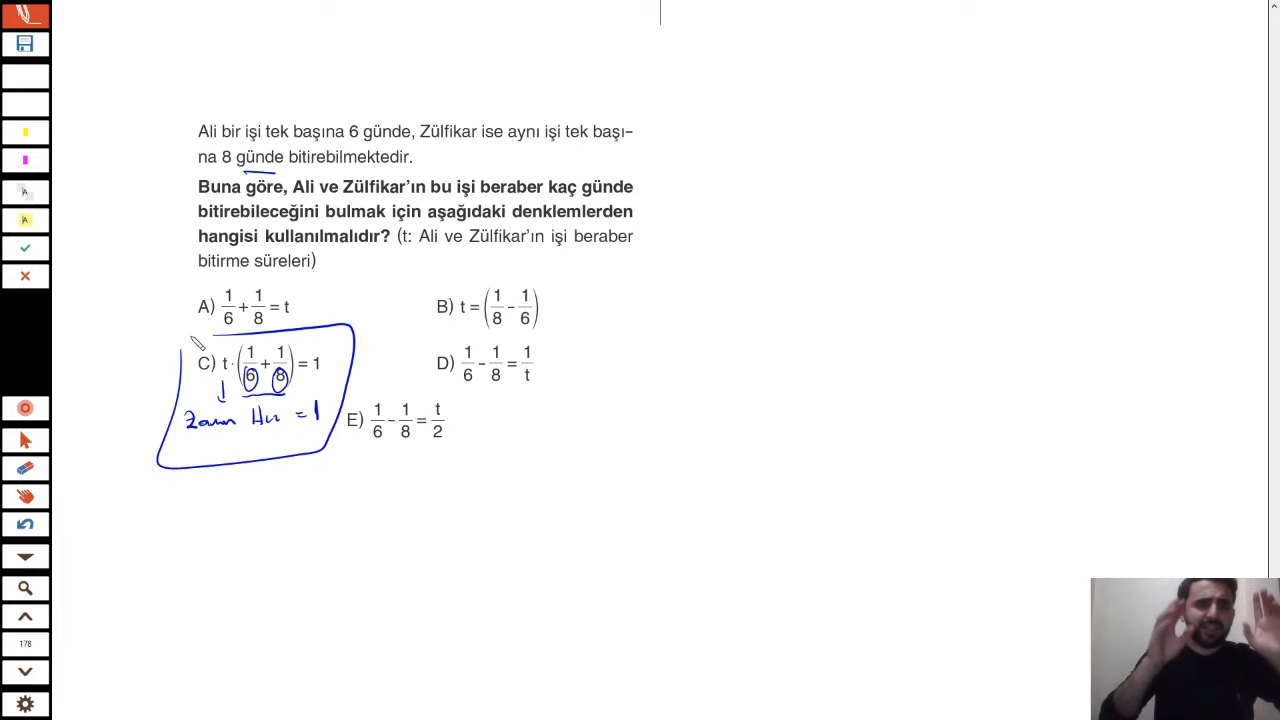 Ali bir işi tek başına 6 günde, Zülfikar ise aynı işi tek başı-
na 8 günde bitirebilmektedir.
Buna göre, Ali ve Zülfikar'ın bu işi beraber kaç günde
bitirebileceğini bulmak için aşağıdaki denklemlerden
hangisi kullanılmalıdır? (t: Ali ve Zülfikar'ın işi beraber
bitirme süreleri)
A) 1/6 + 1/8 = t
B) t = (1/8 - 1/6)
C) t · (1/6 + 1/8) = 1
D) 1/6 - 1/8 = 1/t
= 1
E) 1/6 - 1/8 = t/2
178